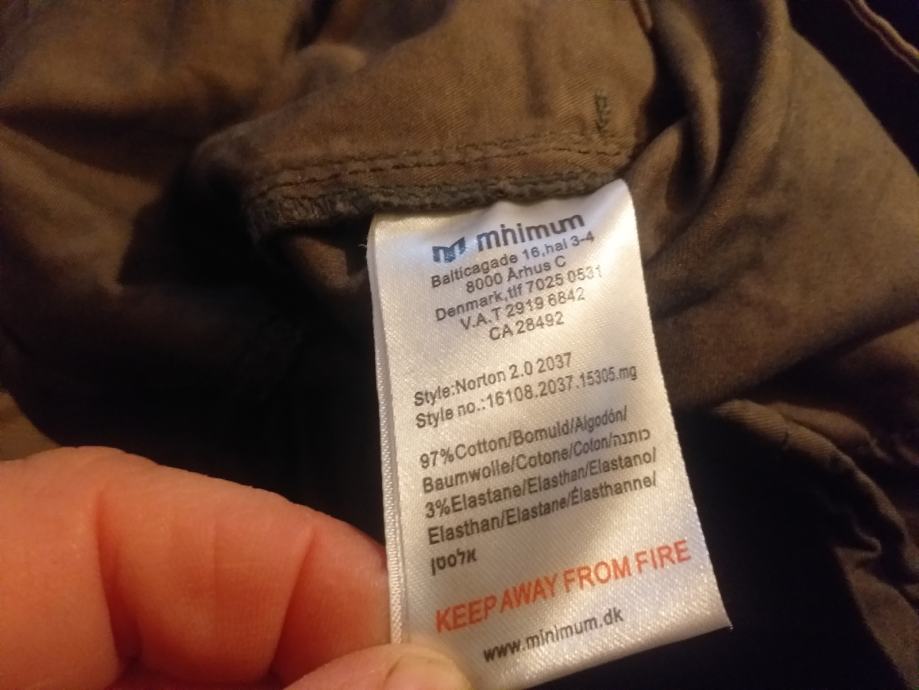 minimum
Balticagade 16,hal 3-4
8000 Århus C
Denmark,tlf 7025 0531
V.A.T 2919 6842
CA 28492
Style:Norton 2.0 2037
Style no.:16108.2037.15305.mg
97%Cotton/Bomuld/Algodón/
Baumwolle/Cotone/Coton/כותנה
3%Elastane/Elasthan/Elastano/
Elasthan/Elastane/Élasthanne/
אלסטן
KEEP AWAY FROM FIRE
www.minimum.dk